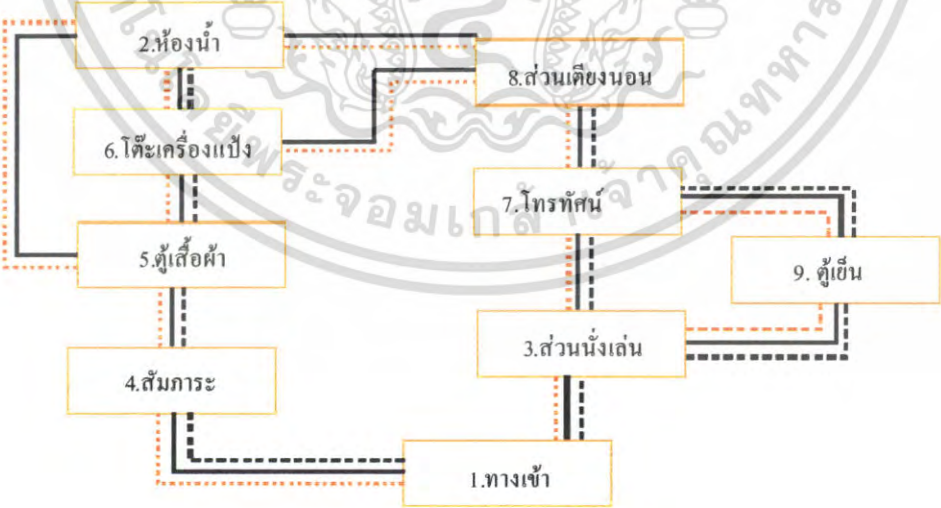 2.ห้องน้ำ
8.ส่วนเตียงนอน
6.โต๊ะเครื่องแป้ง
7.โทรทัศน์
5.ตู้เสื้อผ้า
9. ตู้เย็น
3.ส่วนนั่งเล่น
4.สัมภาระ
1.ทางเข้า